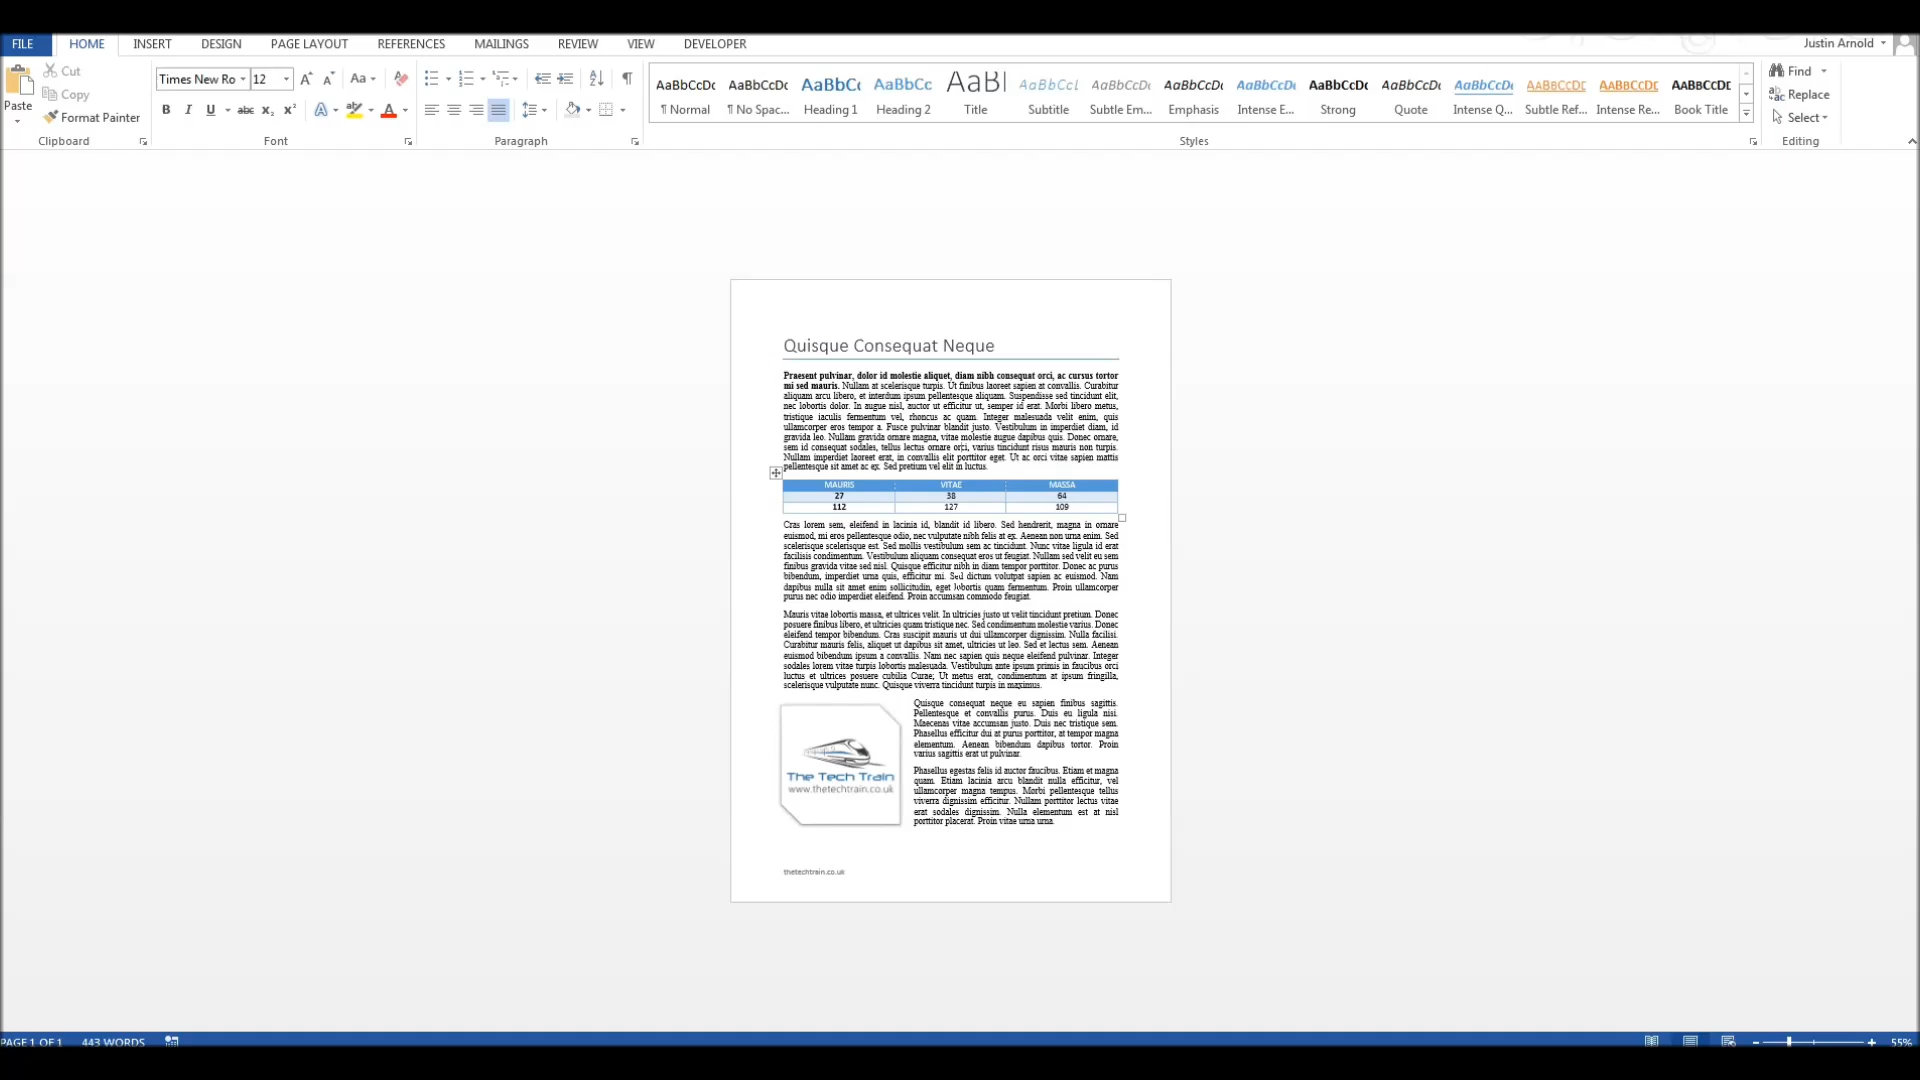 FILE HOME INSERT DESIGN PAGE LAYOUT REFERENCES MAILINGS REVIEW VIEW DEVELOPER Justin Arnold
Cut Times New Ro 12 Aa AaBbCcDc AaBbCcDc AaBbCc AaBbCc AaBl AaBbCcL AaBbCcDc AaBbCcDc AaBbCcDc AaBbCcDc AaBbCcDc AaBbCcDc AaBbCcDt AaBbCcDt AaBbCcDt Find
Paste Copy Replace
Format Painter B I U abc x₂ x² A ab A ¶ Normal ¶ No Spac... Heading 1 Heading 2 Title Subtitle Subtle Em... Emphasis Intense E... Strong Quote Intense Q... Subtle Ref... Intense Re... Book Title Select
Clipboard Font Paragraph Styles Editing
Quisque Consequat Neque
Praesent pulvinar, dolor id molestie aliquet, diam nibh consequat orci, ac cursus tortor
mi sed mauris. Nullam at scelerisque turpis. Ut finibus laoreet sapien at convallis. Curabitur
aliquam arcu libero, et interdum ipsum pellentesque aliquam. Suspendisse sed tincidunt elit,
nec lobortis dolor. In augue nisl, auctor ut efficitur ut, semper id erat. Morbi libero metus,
tristique iaculis fermentum vel, rhoncus ac quam. Integer malesuada velit enim, quis
ullamcorper eros tempor a. Fusce pulvinar blandit justo. Vestibulum in imperdiet diam, id
gravida leo. Nullam gravida ornare magna, vitae molestie augue dapibus quis. Donec ornare,
sem id consequat sodales, tellus lectus ornare orci, varius tincidunt risus mauris non turpis.
Nullam imperdiet laoreet erat, in convallis elit porttitor eget. Ut ac orci vitae sapien mattis
pellentesque sit amet ac ex. Sed pretium vel elit in luctus.
MAURIS VITAE MASSA
27 38 64
112 127 109
Cras lorem sem, eleifend in lacinia id, blandit id libero. Sed hendrerit, magna in ornare
euismod, mi eros pellentesque odio, nec vulputate nibh felis at ex. Aenean non urna enim. Sed
scelerisque scelerisque est. Sed mollis vestibulum sem ac tincidunt. Nunc vitae ligula id erat
facilisis condimentum. Vestibulum aliquam consequat eros ut feugiat. Nullam sed velit eu sem
finibus gravida vitae sed nisl. Quisque efficitur nibh in diam tempor porttitor. Donec ac purus
bibendum, imperdiet urna quis, efficitur mi. Sed dictum volutpat sapien ac euismod. Nam
dapibus nulla sit amet enim sollicitudin, eget lobortis quam fermentum. Proin ullamcorper
purus nec odio imperdiet eleifend. Proin accumsan commodo feugiat.
Mauris vitae lobortis massa, et ultrices velit. In ultricies justo ut velit tincidunt pretium. Donec
posuere finibus libero, et ultricies quam tristique nec. Sed condimentum molestie varius. Donec
eleifend tempor bibendum. Cras suscipit mauris ut dui ullamcorper dignissim. Nulla facilisi.
Curabitur mauris felis, aliquet ut dapibus sit amet, ultricies ut leo. Sed et lectus sem. Aenean
euismod bibendum ipsum a convallis. Nam nec sapien quis neque eleifend pulvinar. Integer
sodales lorem vitae turpis lobortis malesuada. Vestibulum ante ipsum primis in faucibus orci
luctus et ultrices posuere cubilia Curae; Ut metus erat, condimentum at ipsum fringilla,
scelerisque vulputate nunc. Quisque viverra tincidunt turpis in maximus.
Quisque consequat neque eu sapien finibus sagittis.
Pellentesque et convallis purus. Duis eu ligula nisi.
Maecenas vitae accumsan justo. Duis nec tristique sem.
Phasellus efficitur dui at purus porttitor, at tempor magna
elementum. Aenean bibendum dapibus tortor. Proin
varius sagittis erat ut pulvinar.
Phasellus egestas felis id auctor faucibus. Etiam et magna
quam. Etiam lacinia arcu blandit nulla efficitur, vel
ullamcorper magna tempus. Morbi pellentesque tellus
viverra dignissim efficitur. Nullam porttitor lectus vitae
erat sodales dignissim. Nulla elementum est at nisl
porttitor placerat. Proin vitae urna urna.
The Tech Train
www.thetechtrain.co.uk
thetechtrain.co.uk
PAGE 1 OF 1 443 WORDS 55%